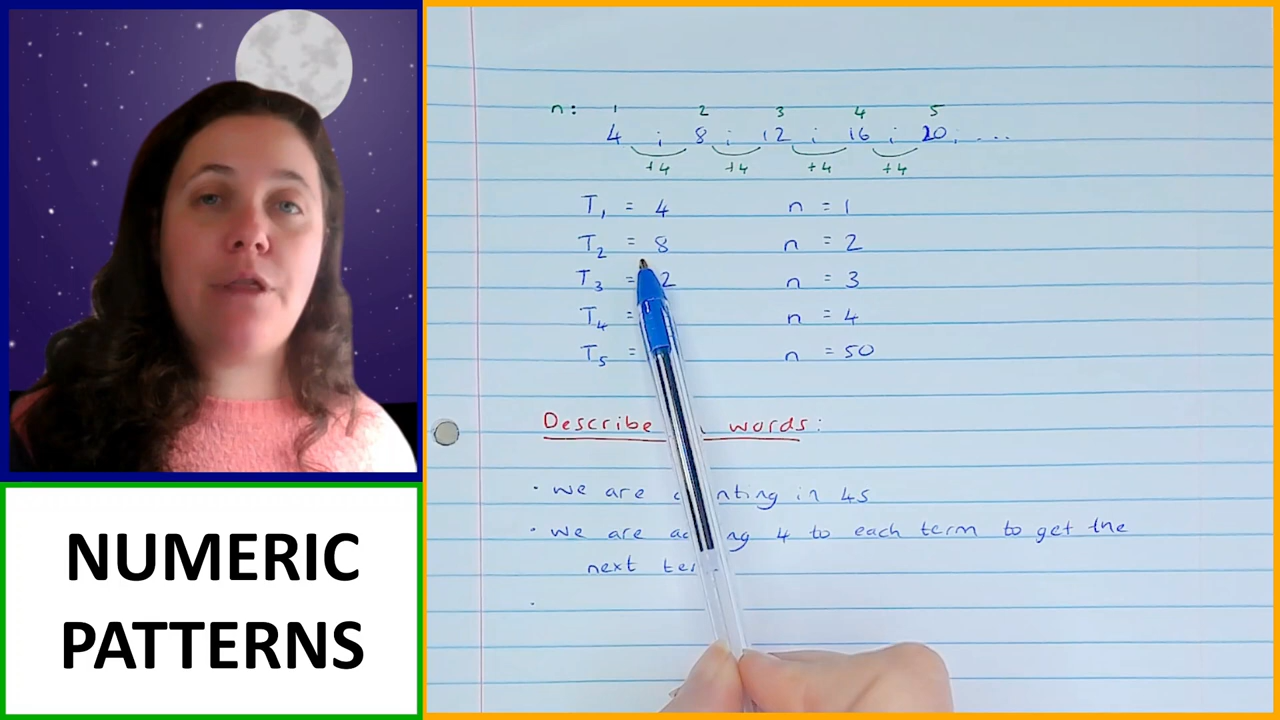 NUMERIC
PATTERNS
n: 1 2 3 4 5
4 ; 8 ; 12 ; 16 ; 20 ; ...
+4 +4 +4 +4
T₁ = 4 n = 1
T₂ = 8 n = 2
T₃ = 2 n = 3
T₄ = n = 4
T₅ = n = 50
Describe words:
· we are in 4s
· we are 4 to each term to get the
next